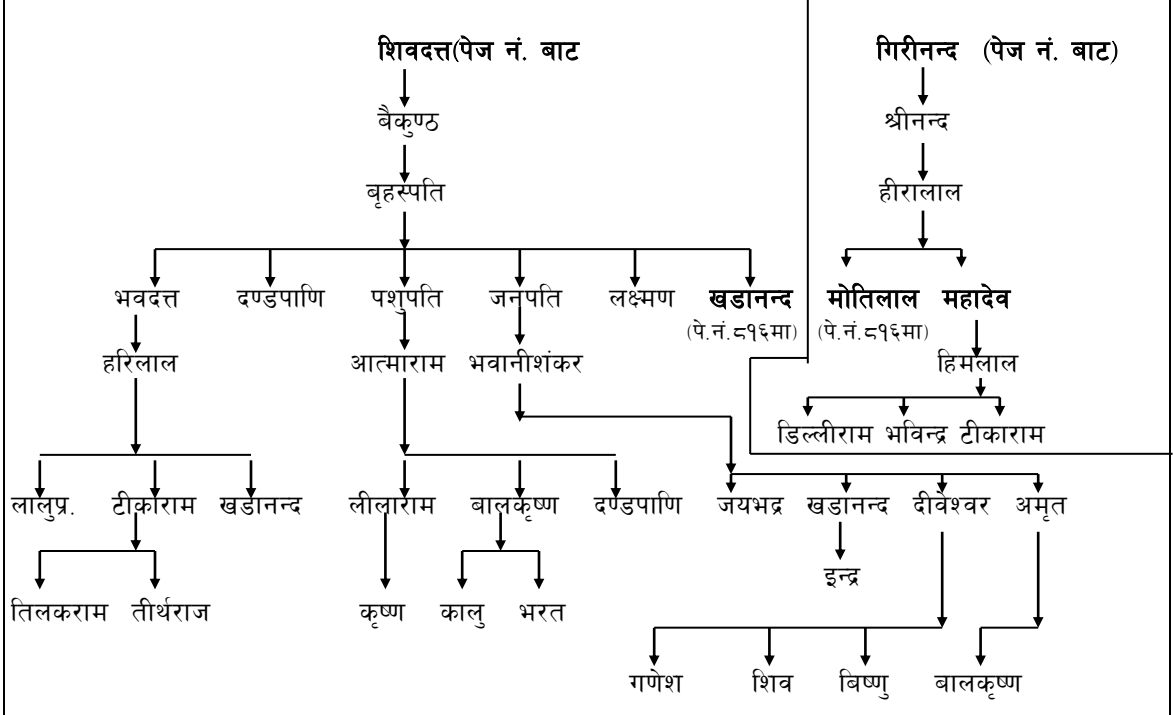 शिवदत्त(पेज नं. बाट
गिरीनन्द (पेज नं. बाट)
बैकुण्ठ
श्रीनन्द
बृहस्पति
हीरालाल
भवदत्त दण्डपाणि पशुपति जनुपति लक्ष्मण खडानन्द मोतिलाल महादेव
(पे.नं.८१६मा) (पे.नं.८१६मा)
हरिलाल आत्माराम भवानीशंकर हिमलाल
डिल्लीराम भविन्द्र टीकाराम
लालुप्र. टीकाराम खडानन्द लीलाराम बालकृष्ण दण्डपाणि जयभद्र खडानन्द दीवेश्वर अमृत
इन्द्र
तिलकराम तीर्थराज कृष्ण कालु भरत
गणेश शिव बिष्णु बालकृष्ण